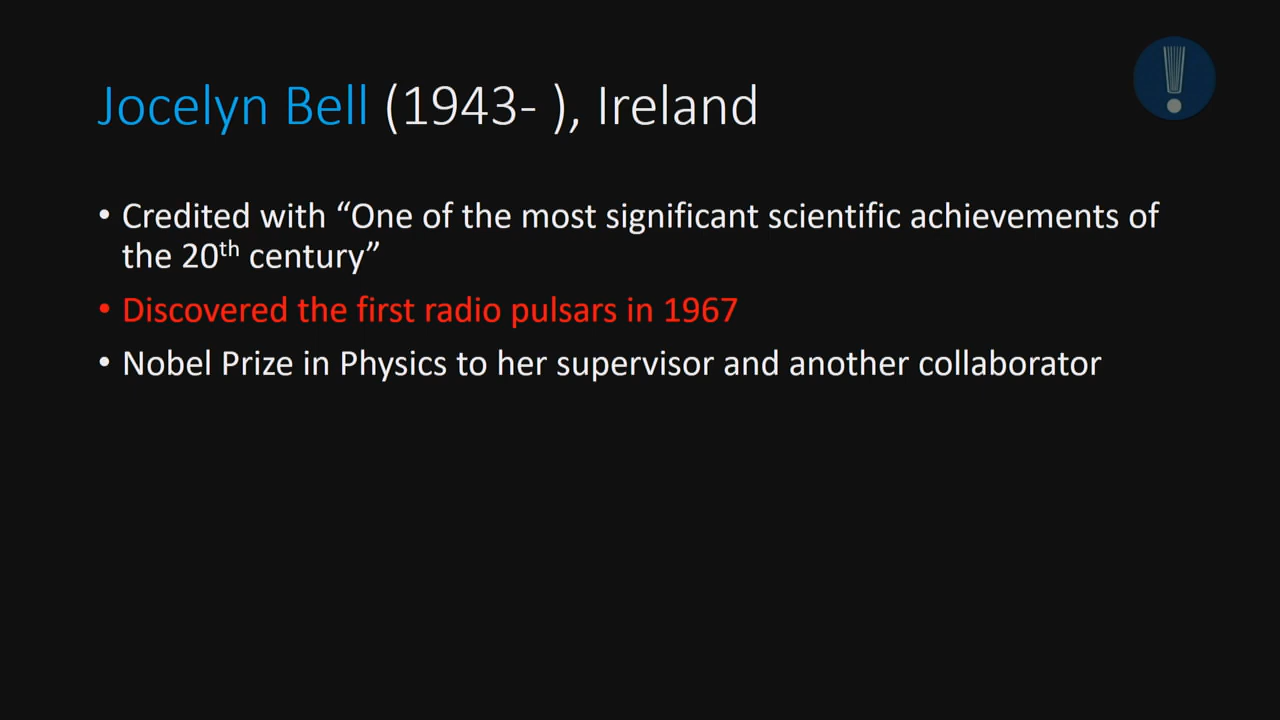 Jocelyn Bell (1943- ), Ireland
• Credited with “One of the most significant scientific achievements of
the 20th century”
• Discovered the first radio pulsars in 1967
• Nobel Prize in Physics to her supervisor and another collaborator